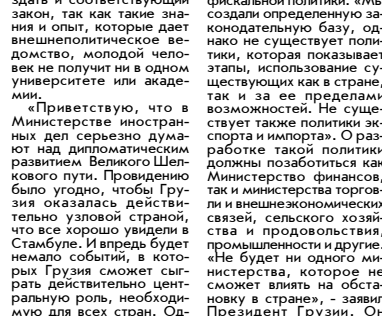 здать и соответствующий
закон, так как такие зна-
ния и опыт, которые дает
внешнеполитическое ве-
домство, молодой чело-
век не получит ни в одном
университете или акаде-
мии.
«Приветствую, что в
Министерстве иностран-
ных дел серьезно дума-
ют над дипломатическим
развитием Великого Шел-
кового пути. Провидению
было угодно, чтобы Гру-
зия оказалась действи-
тельно узловой страной,
что все хорошо увидели в
Стамбуле. И впредь будет
немало событий, в кото-
рых Грузия сможет сыг-
рать действительно цент-
ральную роль, необходи-
мую для всех стран. Од-
фискальной политики. «Мы
создали определенную за-
конодательную базу, од-
нако не существует поли-
тики, которая показывает
этапы, использование су-
ществующих как в стране,
так и за ее пределами
возможностей. Не суще-
ствует также политики эк-
спорта и импорта». О раз-
работке такой политики
должны позаботиться как
Министерство финансов,
так и министерства торгов-
ли и внешнеэкономических
связей, сельского хозяй-
ства и продовольствия,
промышленности и другие.
«Не будет ни одного ми-
нистерства, которое не
сможет влиять на обста-
новку в стране», - заявил
Президент Грузии. Он